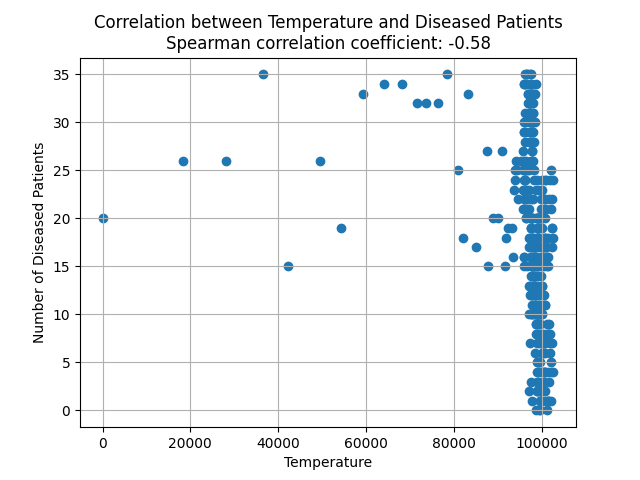 Correlation between Temperature and Diseased Patients
Spearman correlation coefficient: -0.58
35
30
25
20
15
10
5
0
Number of Diseased Patients
0 20000 40000 60000 80000 100000
Temperature